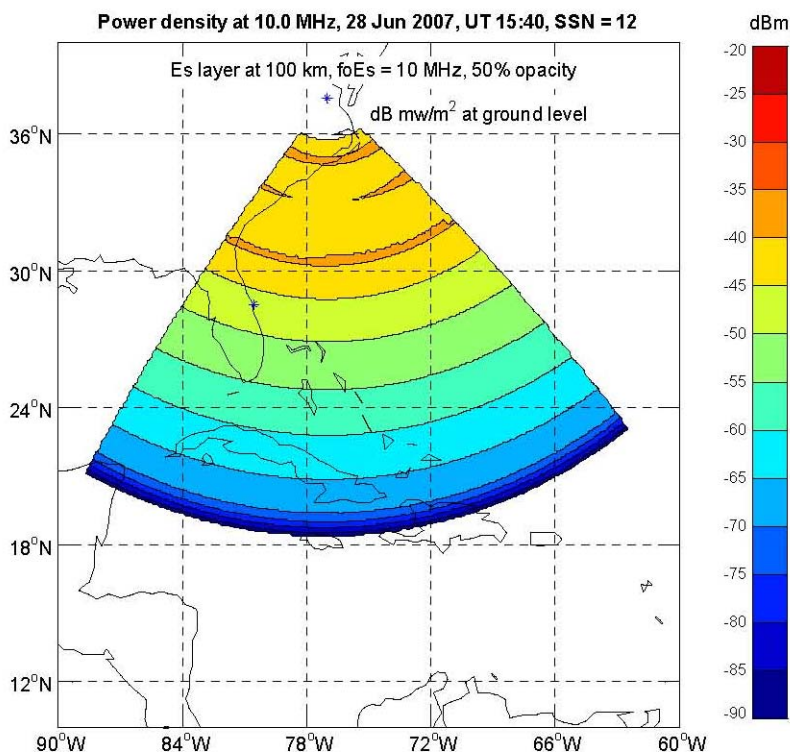 Power density at 10.0 MHz, 28 Jun 2007, UT 15:40, SSN = 12
dBm
Es layer at 100 km, foEs = 10 MHz, 50% opacity
dB mw/m² at ground level
36°N
30°N
24°N
18°N
12°N
90°W 84°W 78°W 72°W 66°W 60°W
-20
-25
-30
-35
-40
-45
-50
-55
-60
-65
-70
-75
-80
-85
-90